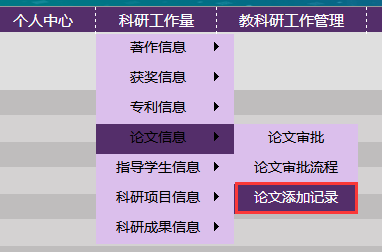 个人中心 科研工作量 教科研工作管理
著作信息
获奖信息
专利信息
论文信息 论文审批
指导学生信息 论文审批流程
科研项目信息 论文添加记录
科研成果信息